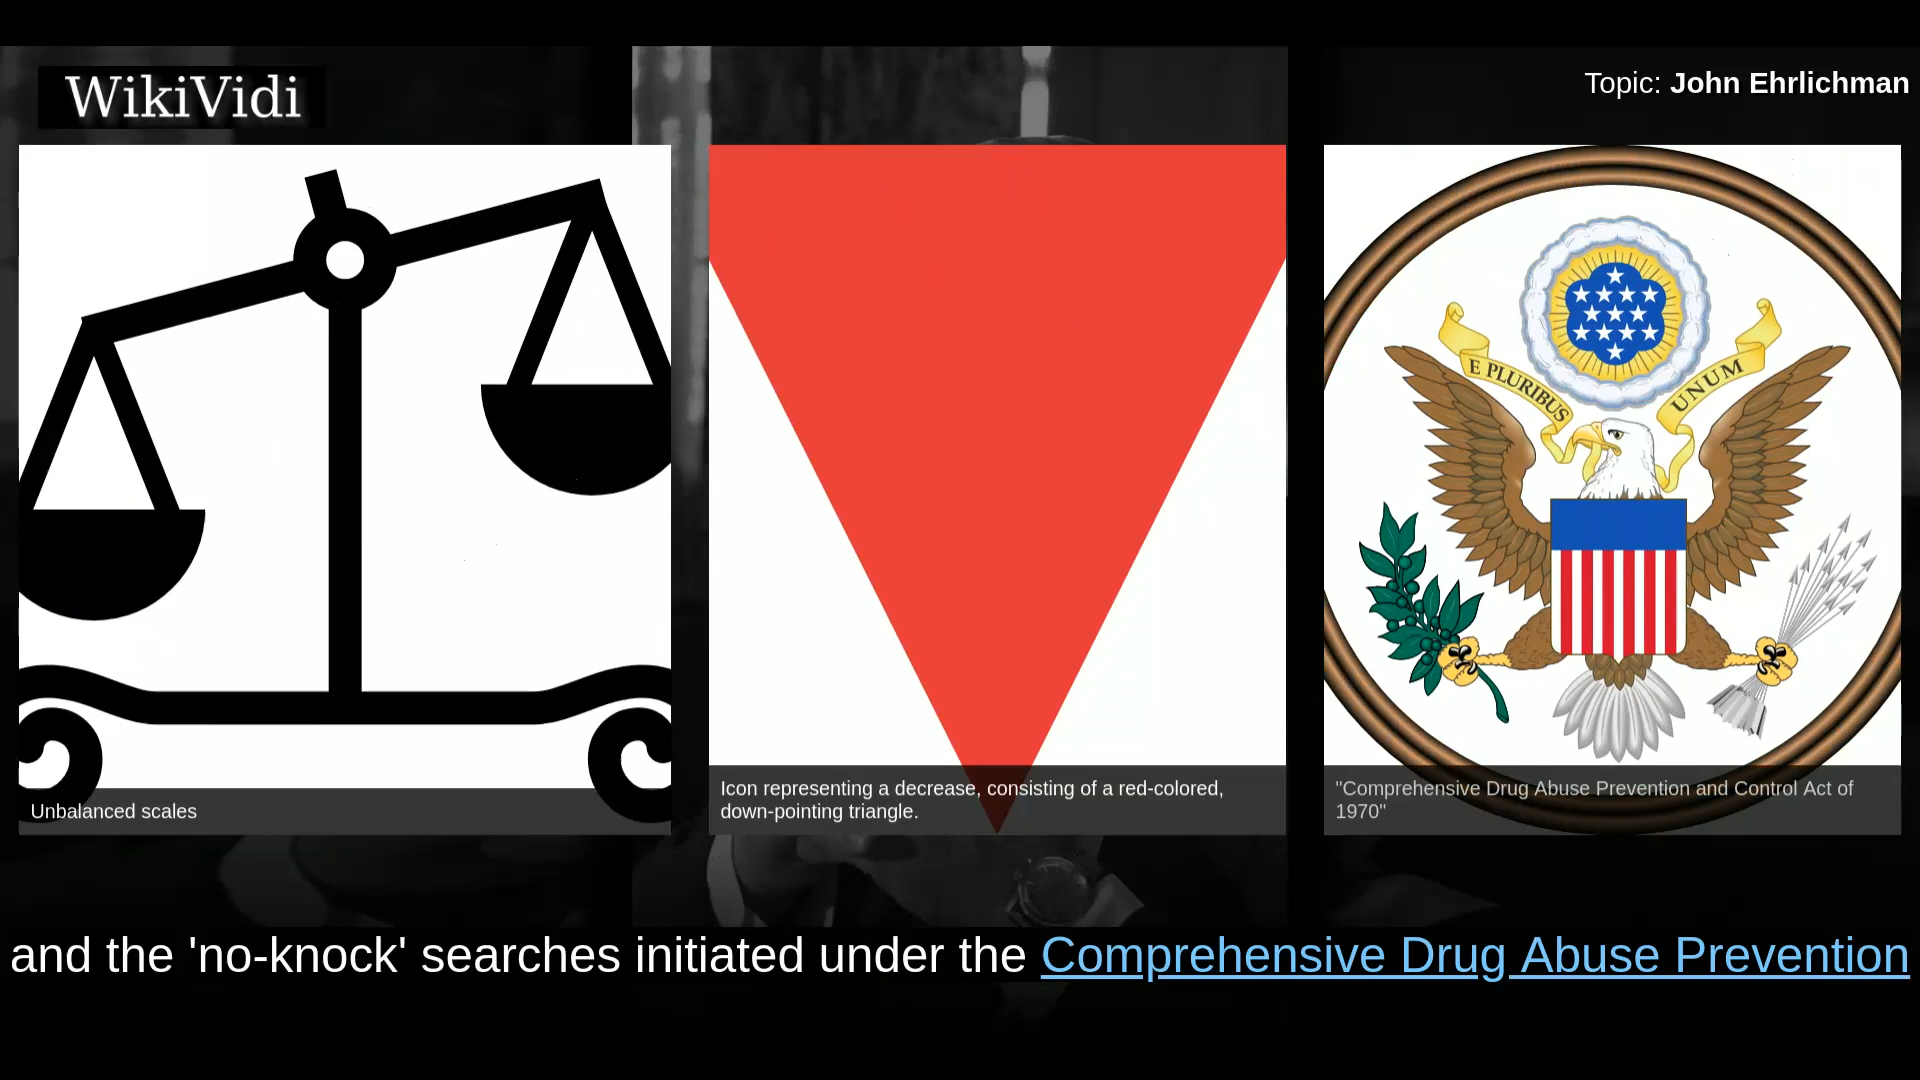 WikiVidi
Topic: John Ehrlichman
E PLURIBUS
UNUM
Unbalanced scales
Icon representing a decrease, consisting of a red-colored,
down-pointing triangle.
"Comprehensive Drug Abuse Prevention and Control Act of
1970"
and the 'no-knock' searches initiated under the Comprehensive Drug Abuse Prevention